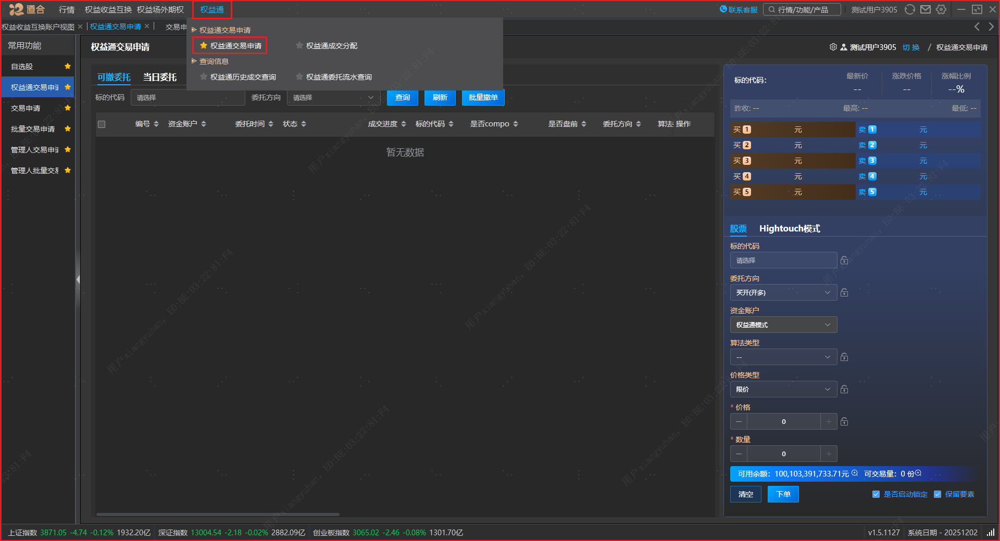 道合 行情 权益收益互换 权益场外期权 权益通 联系客服 行情/功能/产品 测试用户3905
权益收益互换账户视图 × 权益通交易申请 × 交易申
权益通交易申请
权益通交易申请 权益通成交分配
查询信息
权益通历史成交查询 权益通委托流水查询
常用功能
自选股
权益通交易申请
交易申请
批量交易申请
管理人交易申请
管理人批量交易
权益通交易申请
测试用户3905 切 换 / 权益通交易申请
可撤委托 当日委托
标的代码 请选择 委托方向 请选择 查询 刷新 批量撤单
编号 资金账户 委托时间 状态 成交进度 标的代码 是否compo 是否盘前 委托方向 算法 操作
暂无数据
标的代码: 最新价 涨跌价格 涨幅比例
-- -- --%
昨收: -- 最高: -- 最低: --
买 1 元 卖 1 元
买 2 元 卖 2 元
买 3 元 卖 3 元
买 4 元 卖 4 元
买 5 元 卖 5 元
股票 Hightouch模式
标的代码
请选择
委托方向
买开(开多)
资金账户
权益通模式
算法类型
--
价格类型
限价
* 价格
0
* 数量
0
可用余额: 100,103,391,733.71元 可交易量: 0 份
清空 下单 是否启动锁定 保留要素
上证指数 3871.05 -4.74 -0.12% 1932.20亿 深证指数 13004.54 -2.18 -0.02% 2882.09亿 创业板指数 3065.02 -2.46 -0.08% 1301.70亿 v1.5.1127 系统日期 - 20251202
用户xiangyuhan, E0:BE:03:22:81:F4